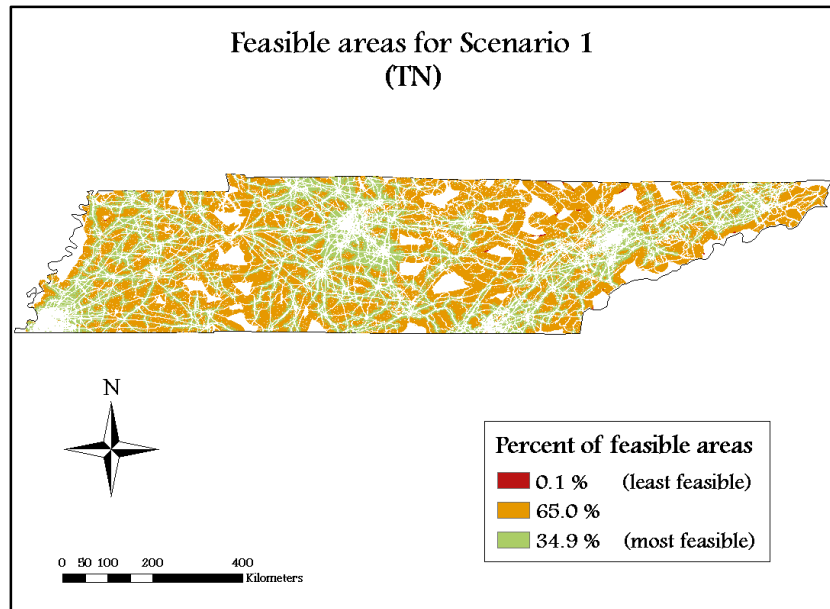 Feasible areas for Scenario 1
(TN)
N
Percent of feasible areas
0.1 % (least feasible)
65.0 %
34.9 % (most feasible)
0 50 100 200 400
Kilometers